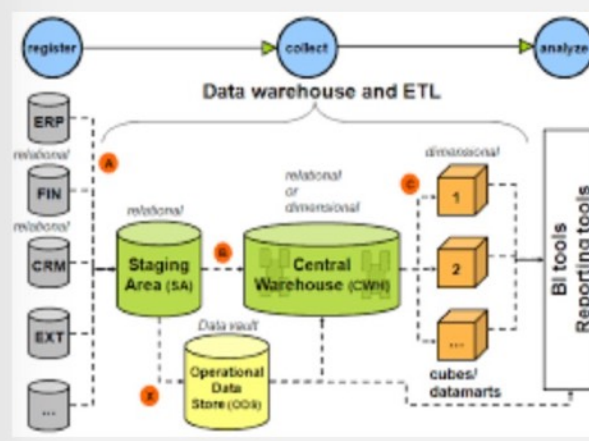 register
collect
analyze
Data warehouse and ETL
ERP
relational
A
FIN
relational
CRM
EXT
...
relational
Staging
Area (SA)
B
relational
or
dimensional
Central
Warehouse (CWH)
Data vault
Operational
Data
Store (ODS)
X
dimensional
C
1
2
...
cubes/
datamarts
BI tools
Reporting tools